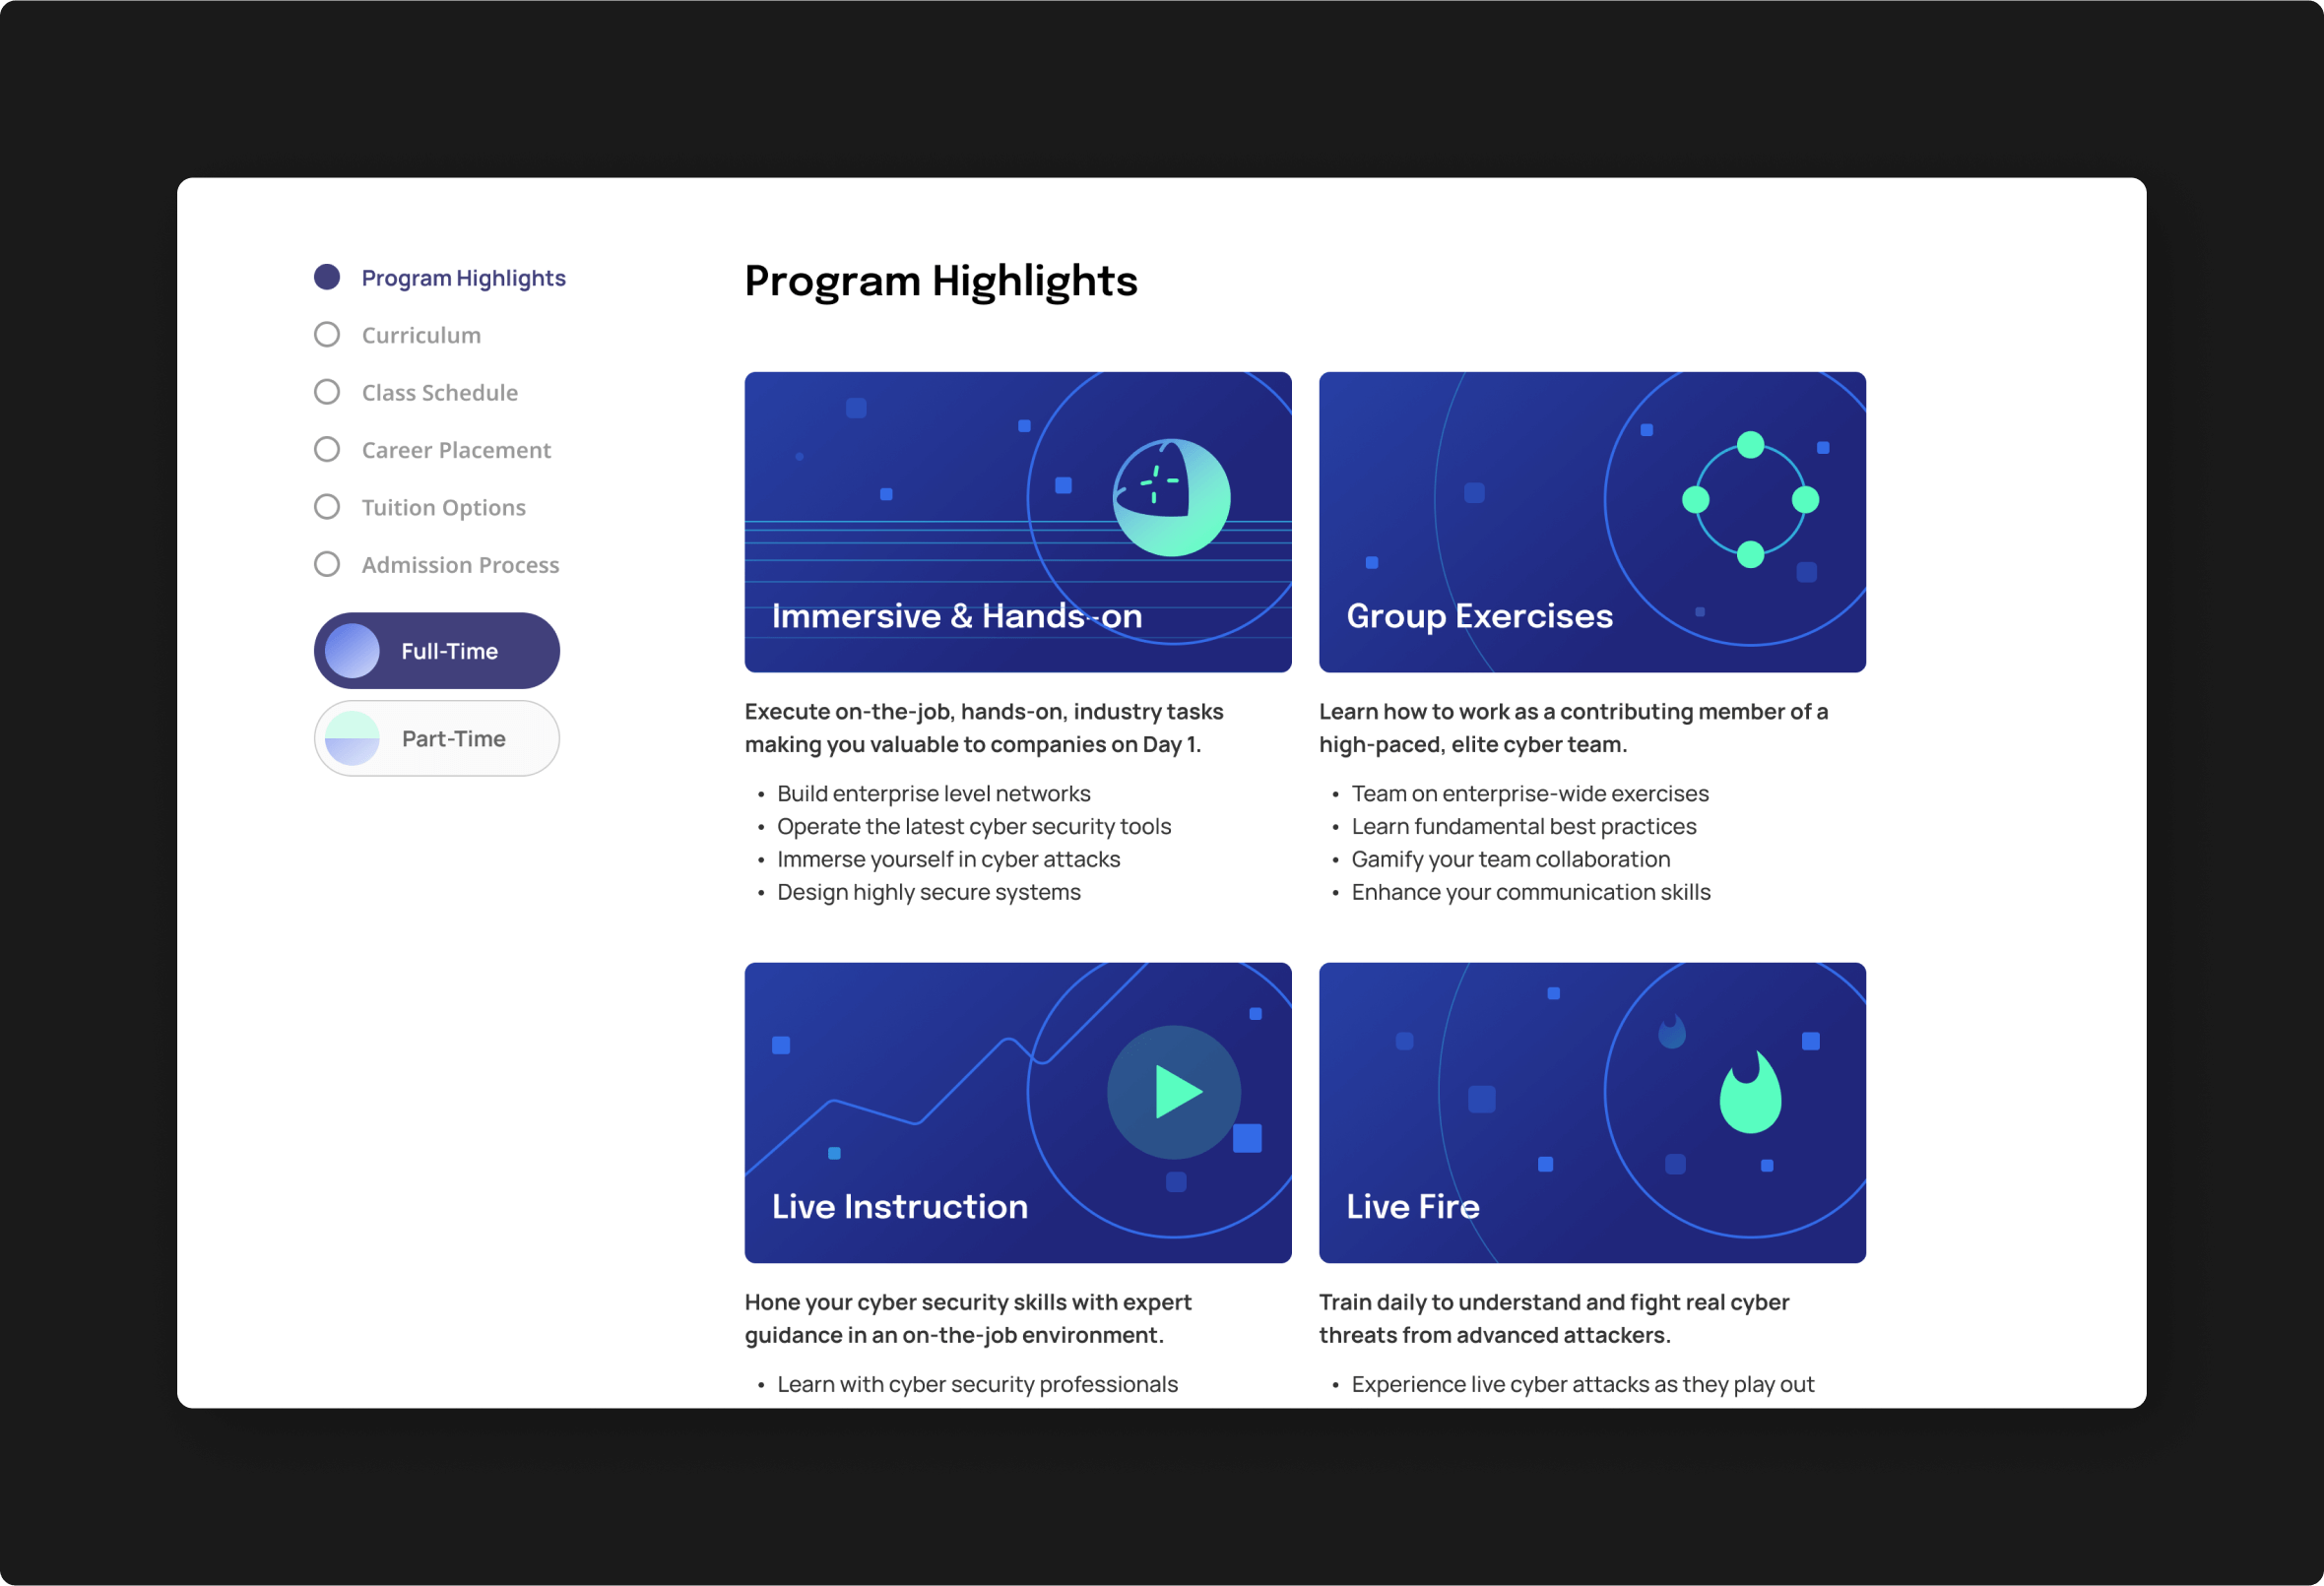 Program Highlights
Curriculum
Class Schedule
Career Placement
Tuition Options
Admission Process
Full-Time
Part-Time
Program Highlights
Immersive & Hands-on
Execute on-the-job, hands-on, industry tasks
making you valuable to companies on Day 1.
• Build enterprise level networks
• Operate the latest cyber security tools
• Immerse yourself in cyber attacks
• Design highly secure systems
Group Exercises
Learn how to work as a contributing member of a
high-paced, elite cyber team.
• Team on enterprise-wide exercises
• Learn fundamental best practices
• Gamify your team collaboration
• Enhance your communication skills
Live Instruction
Hone your cyber security skills with expert
guidance in an on-the-job environment.
• Learn with cyber security professionals
Live Fire
Train daily to understand and fight real cyber
threats from advanced attackers.
• Experience live cyber attacks as they play out